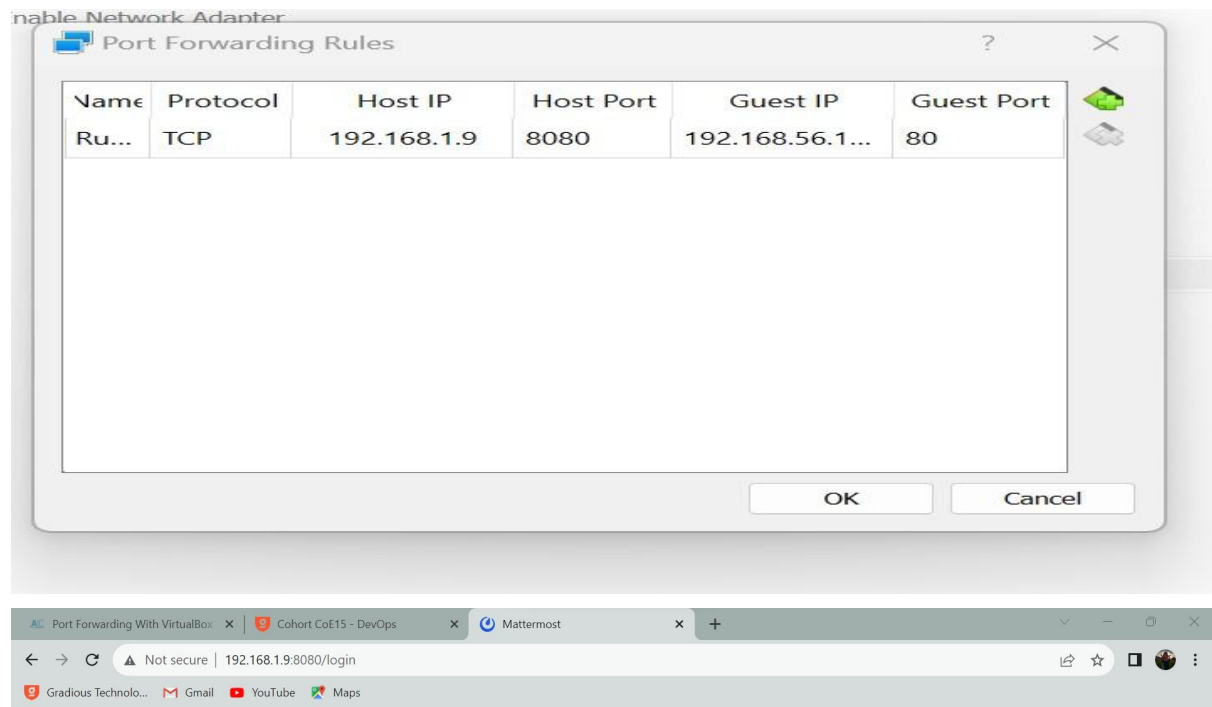 nable Network Adapter
Port Forwarding Rules ?
Name Protocol Host IP Host Port Guest IP Guest Port
Ru... TCP 192.168.1.9 8080 192.168.56.1... 80
OK Cancel
Port Forwarding With VirtualBox Cohort CoE15 - DevOps Mattermost
Not secure 192.168.1.9:8080/login
Gradious Technolo... Gmail YouTube Maps